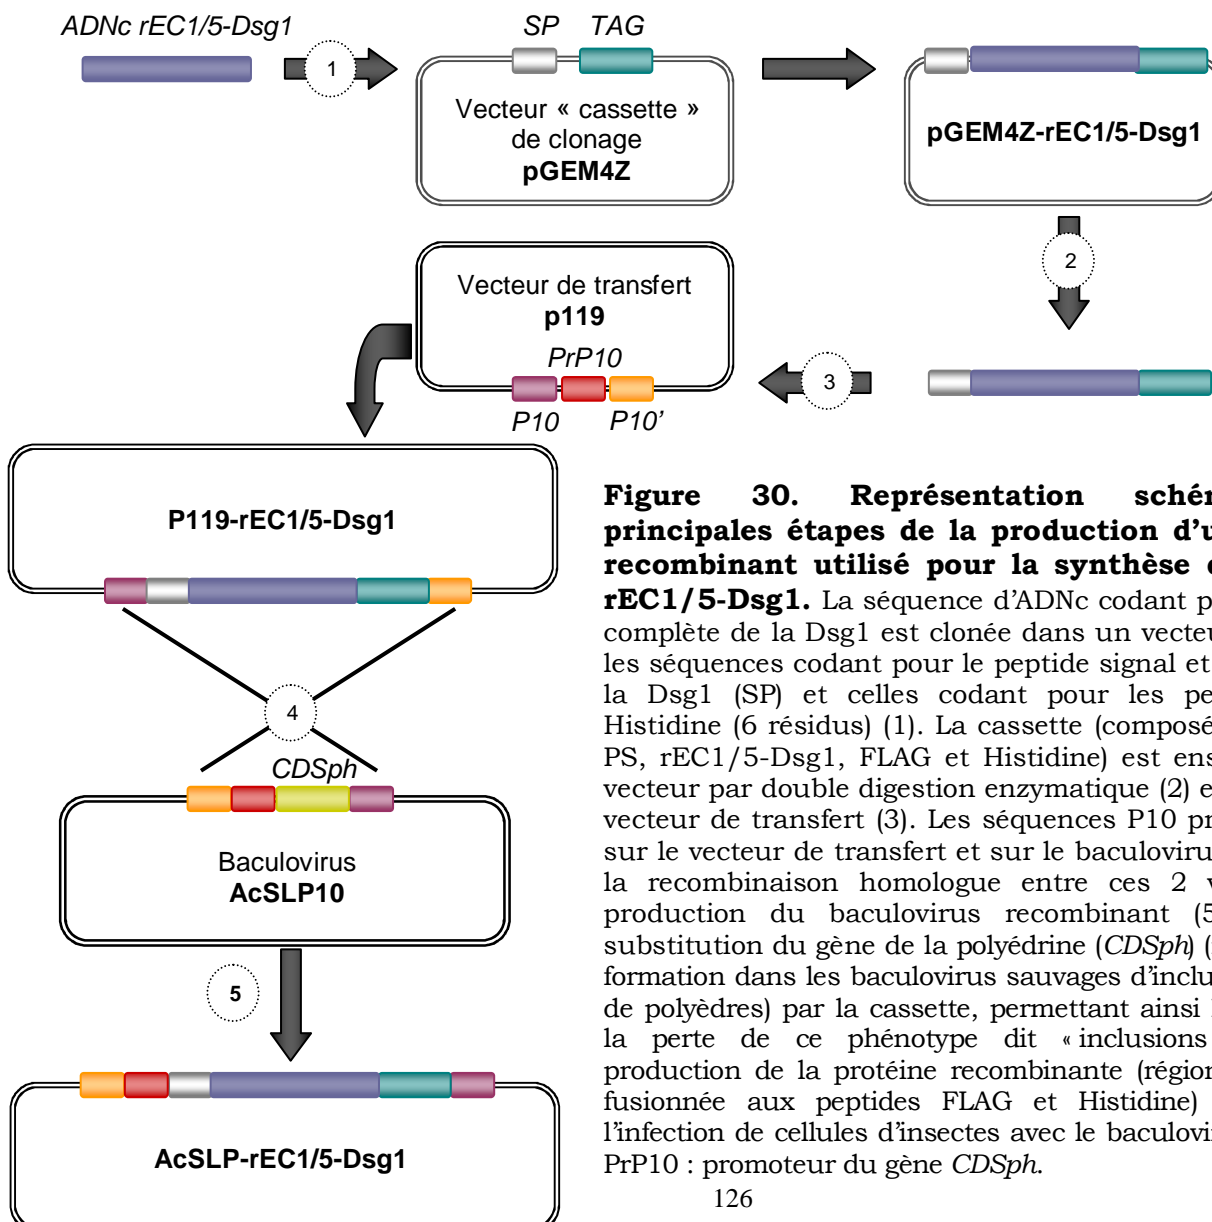 ADNc rEC1/5-Dsg1
SP TAG
1
Vecteur « cassette »
de clonage
pGEM4Z
pGEM4Z-rEC1/5-Dsg1
2
Vecteur de transfert
p119
PrP10
P10 P10’
3
P119-rEC1/5-Dsg1
4
CDSph
Baculovirus
AcSLP10
5
AcSLP-rEC1/5-Dsg1
Figure 30. Représentation schém
principales étapes de la production d’u
recombinant utilisé pour la synthèse
rEC1/5-Dsg1. La séquence d’ADNc codant p
complète de la Dsg1 est clonée dans un vecteu
les séquences codant pour le peptide signal et
la Dsg1 (SP) et celles codant pour les pe
Histidine (6 résidus) (1). La cassette (composé
PS, rEC1/5-Dsg1, FLAG et Histidine) est ens
vecteur par double digestion enzymatique (2) e
vecteur de transfert (3). Les séquences P10 pr
sur le vecteur de transfert et sur le baculoviru
la recombinaison homologue entre ces 2 v
production du baculovirus recombinant (5
substitution du gène de la polyédrine (CDSph) (
formation dans les baculovirus sauvages d’inclu
de polyèdres) par la cassette, permettant ainsi
la perte de ce phénotype dit « inclusions
production de la protéine recombinante (région
fusionnée aux peptides FLAG et Histidine)
l’infection de cellules d’insectes avec le baculovi
PrP10 : promoteur du gène CDSph.
126